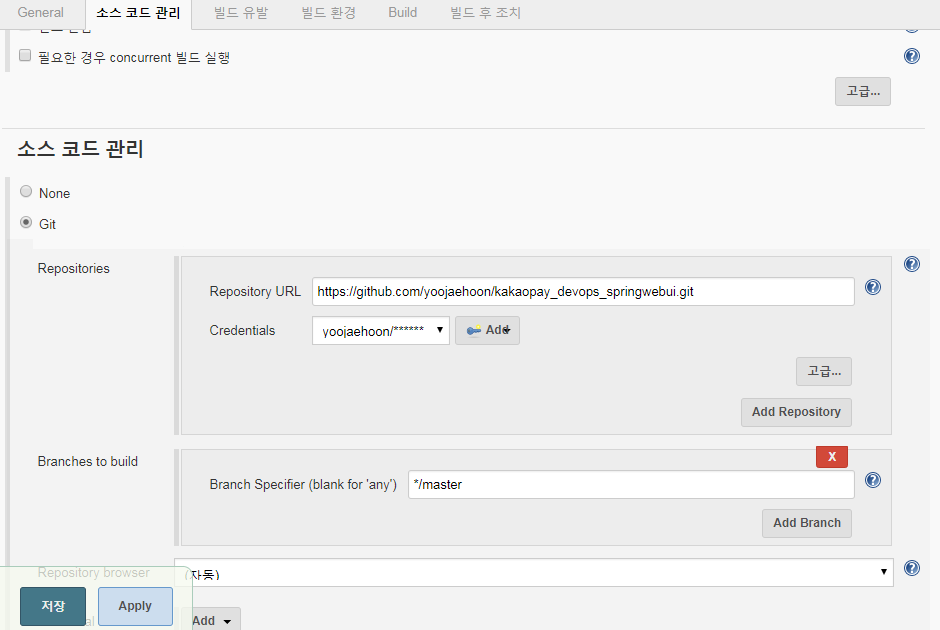 General 소스 코드 관리 빌드 유발 빌드 환경 Build 빌드 후 조치
필요한 경우 concurrent 빌드 실행
고급...
소스 코드 관리
None
Git
Repositories
Repository URL https://github.com/yoojaehoon/kakaopay_devops_springwebui.git
Credentials yoojaehoon/****** Add
고급...
Add Repository
Branches to build
X
Branch Specifier (blank for 'any') */master
Add Branch
Repository browser (자동)
저장 Apply Add